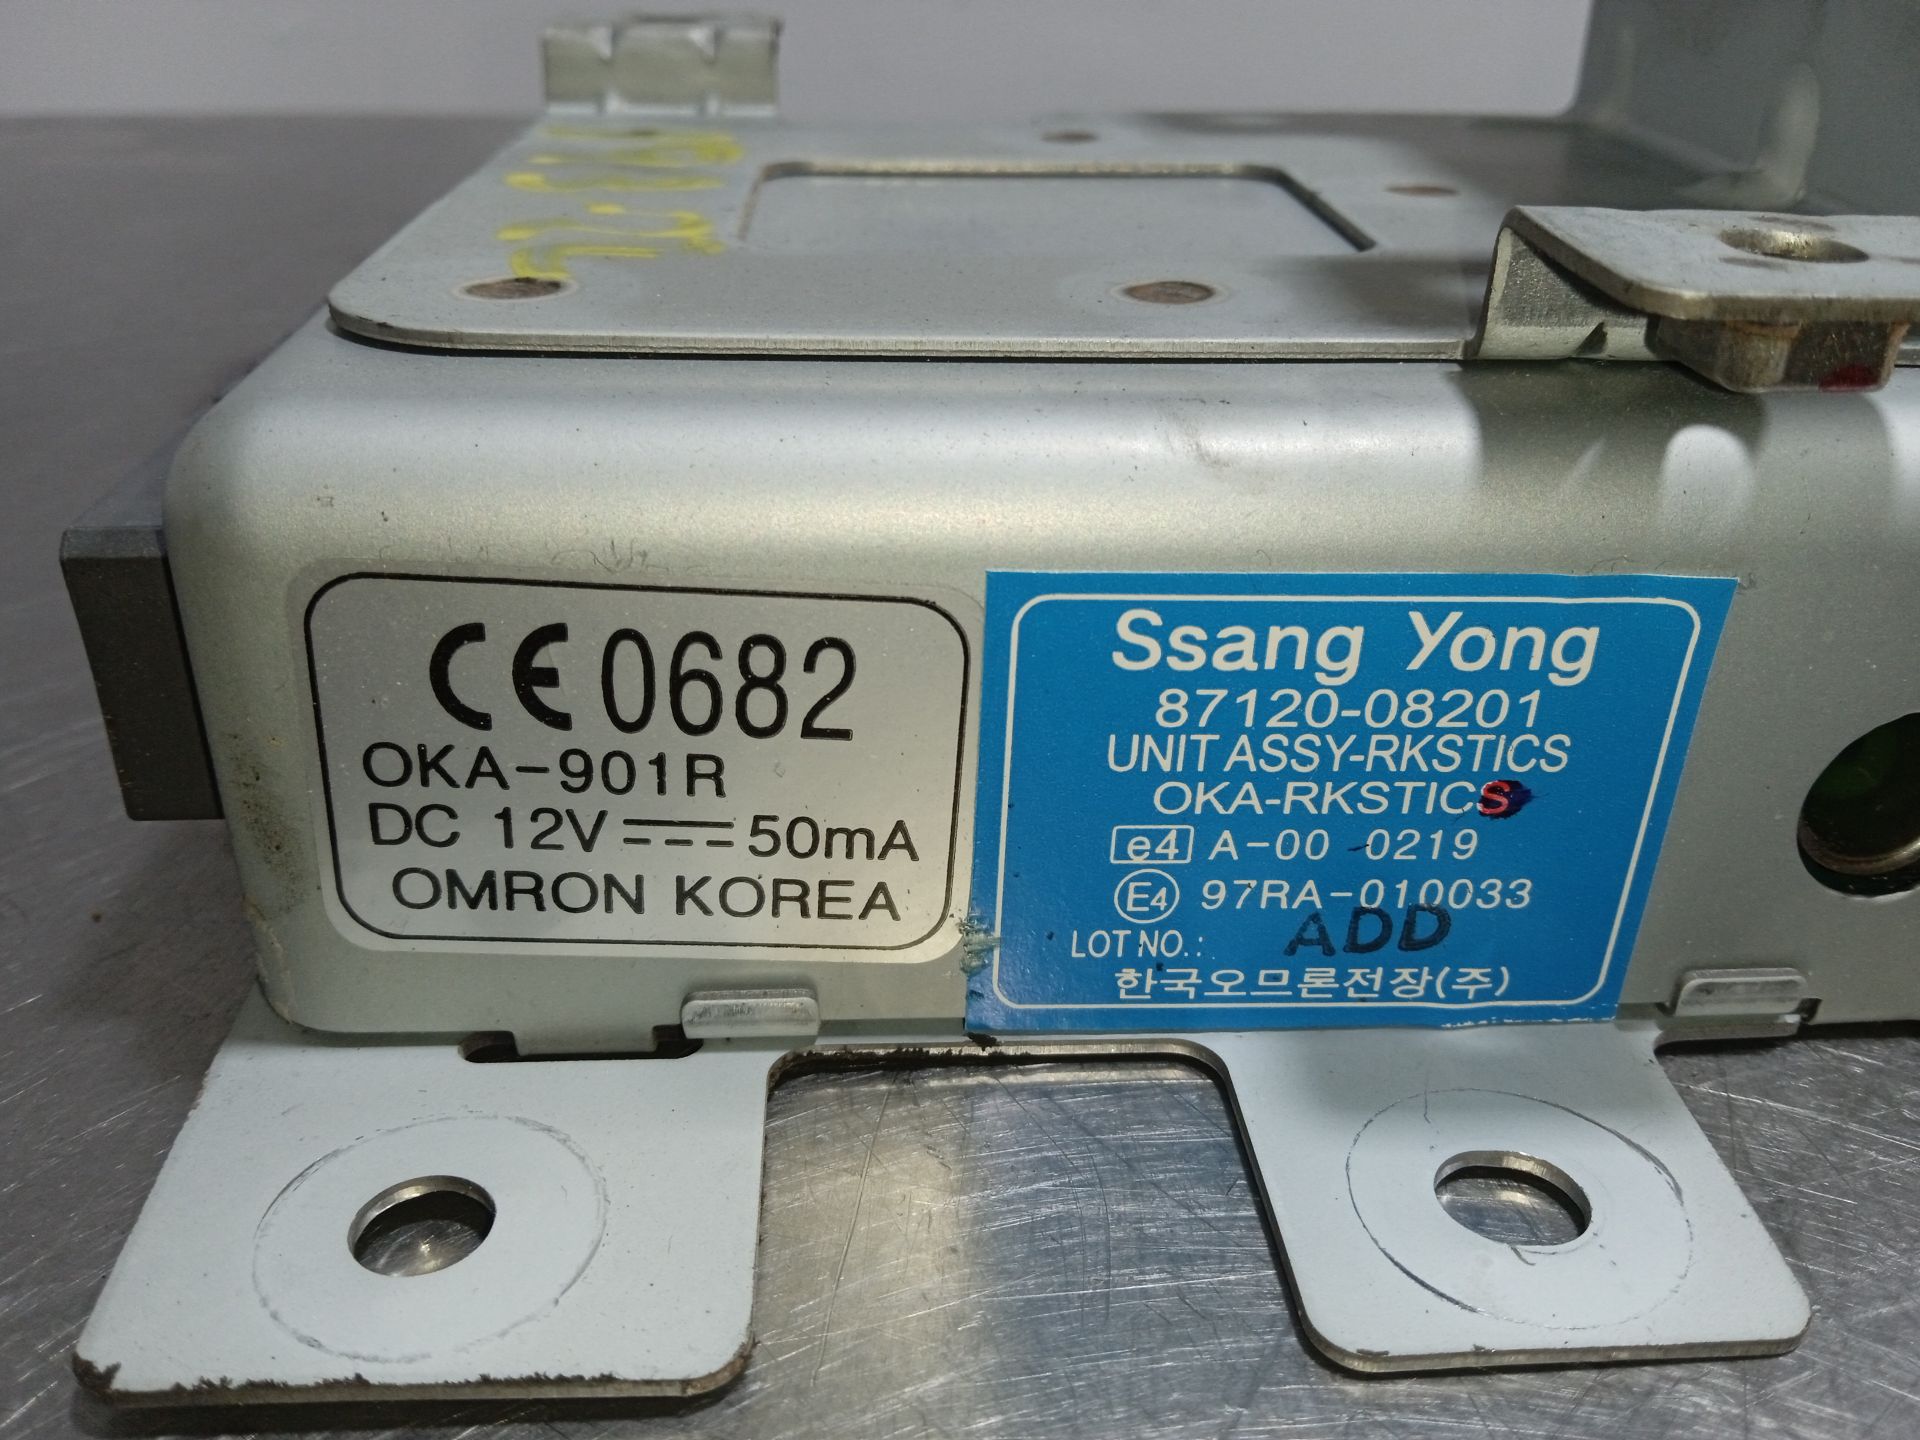 CE0682
OKA-901R
DC 12V 50mA
OMRON KOREA
Ssang Yong
87120-08201
UNIT ASSY-RKSTICS
OKA-RKSTICS
e4 A-00 0219
E4 97RA-010033
LOT NO.: ADD
한국오므론전장(주)